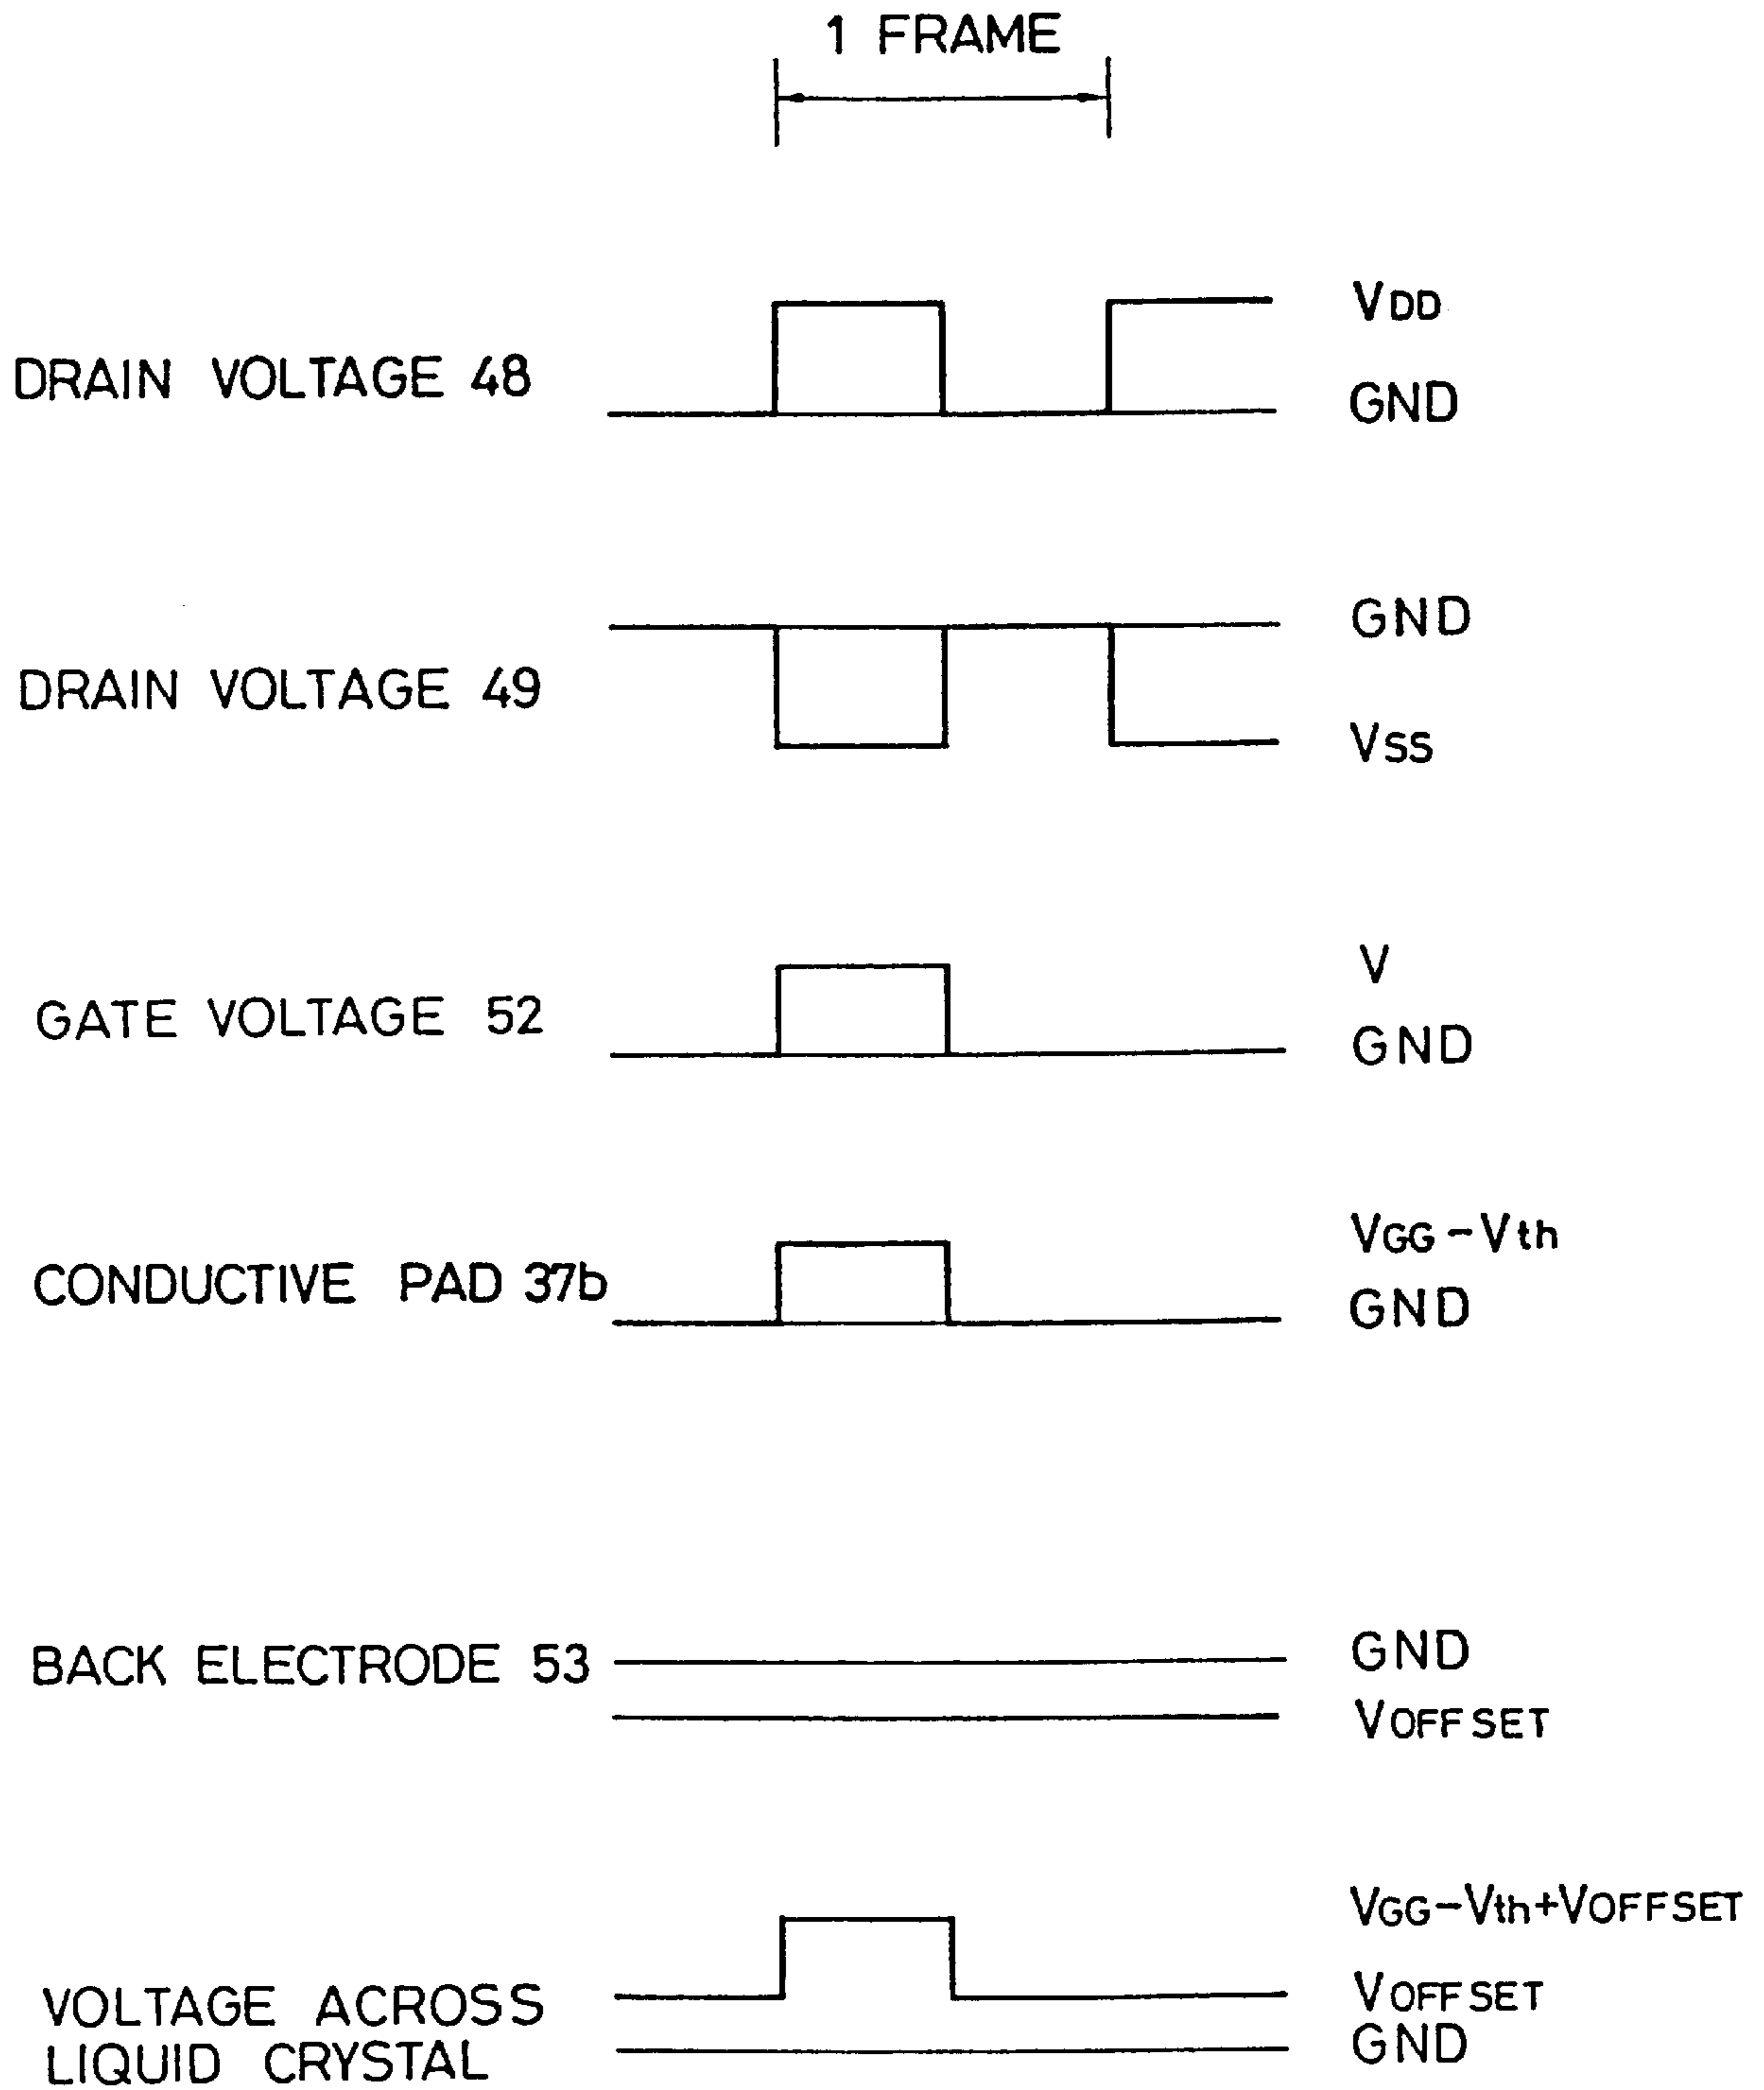 1 FRAME
VDD
DRAIN VOLTAGE 48
GND
GND
DRAIN VOLTAGE 49
VSS
V
GATE VOLTAGE 52
GND
VGG-Vth
CONDUCTIVE PAD 37b
GND
BACK ELECTRODE 53
GND
VOFFSET
VGG-Vth+VOFFSET
VOLTAGE ACROSS
VOFFSET
LIQUID CRYSTAL
GND